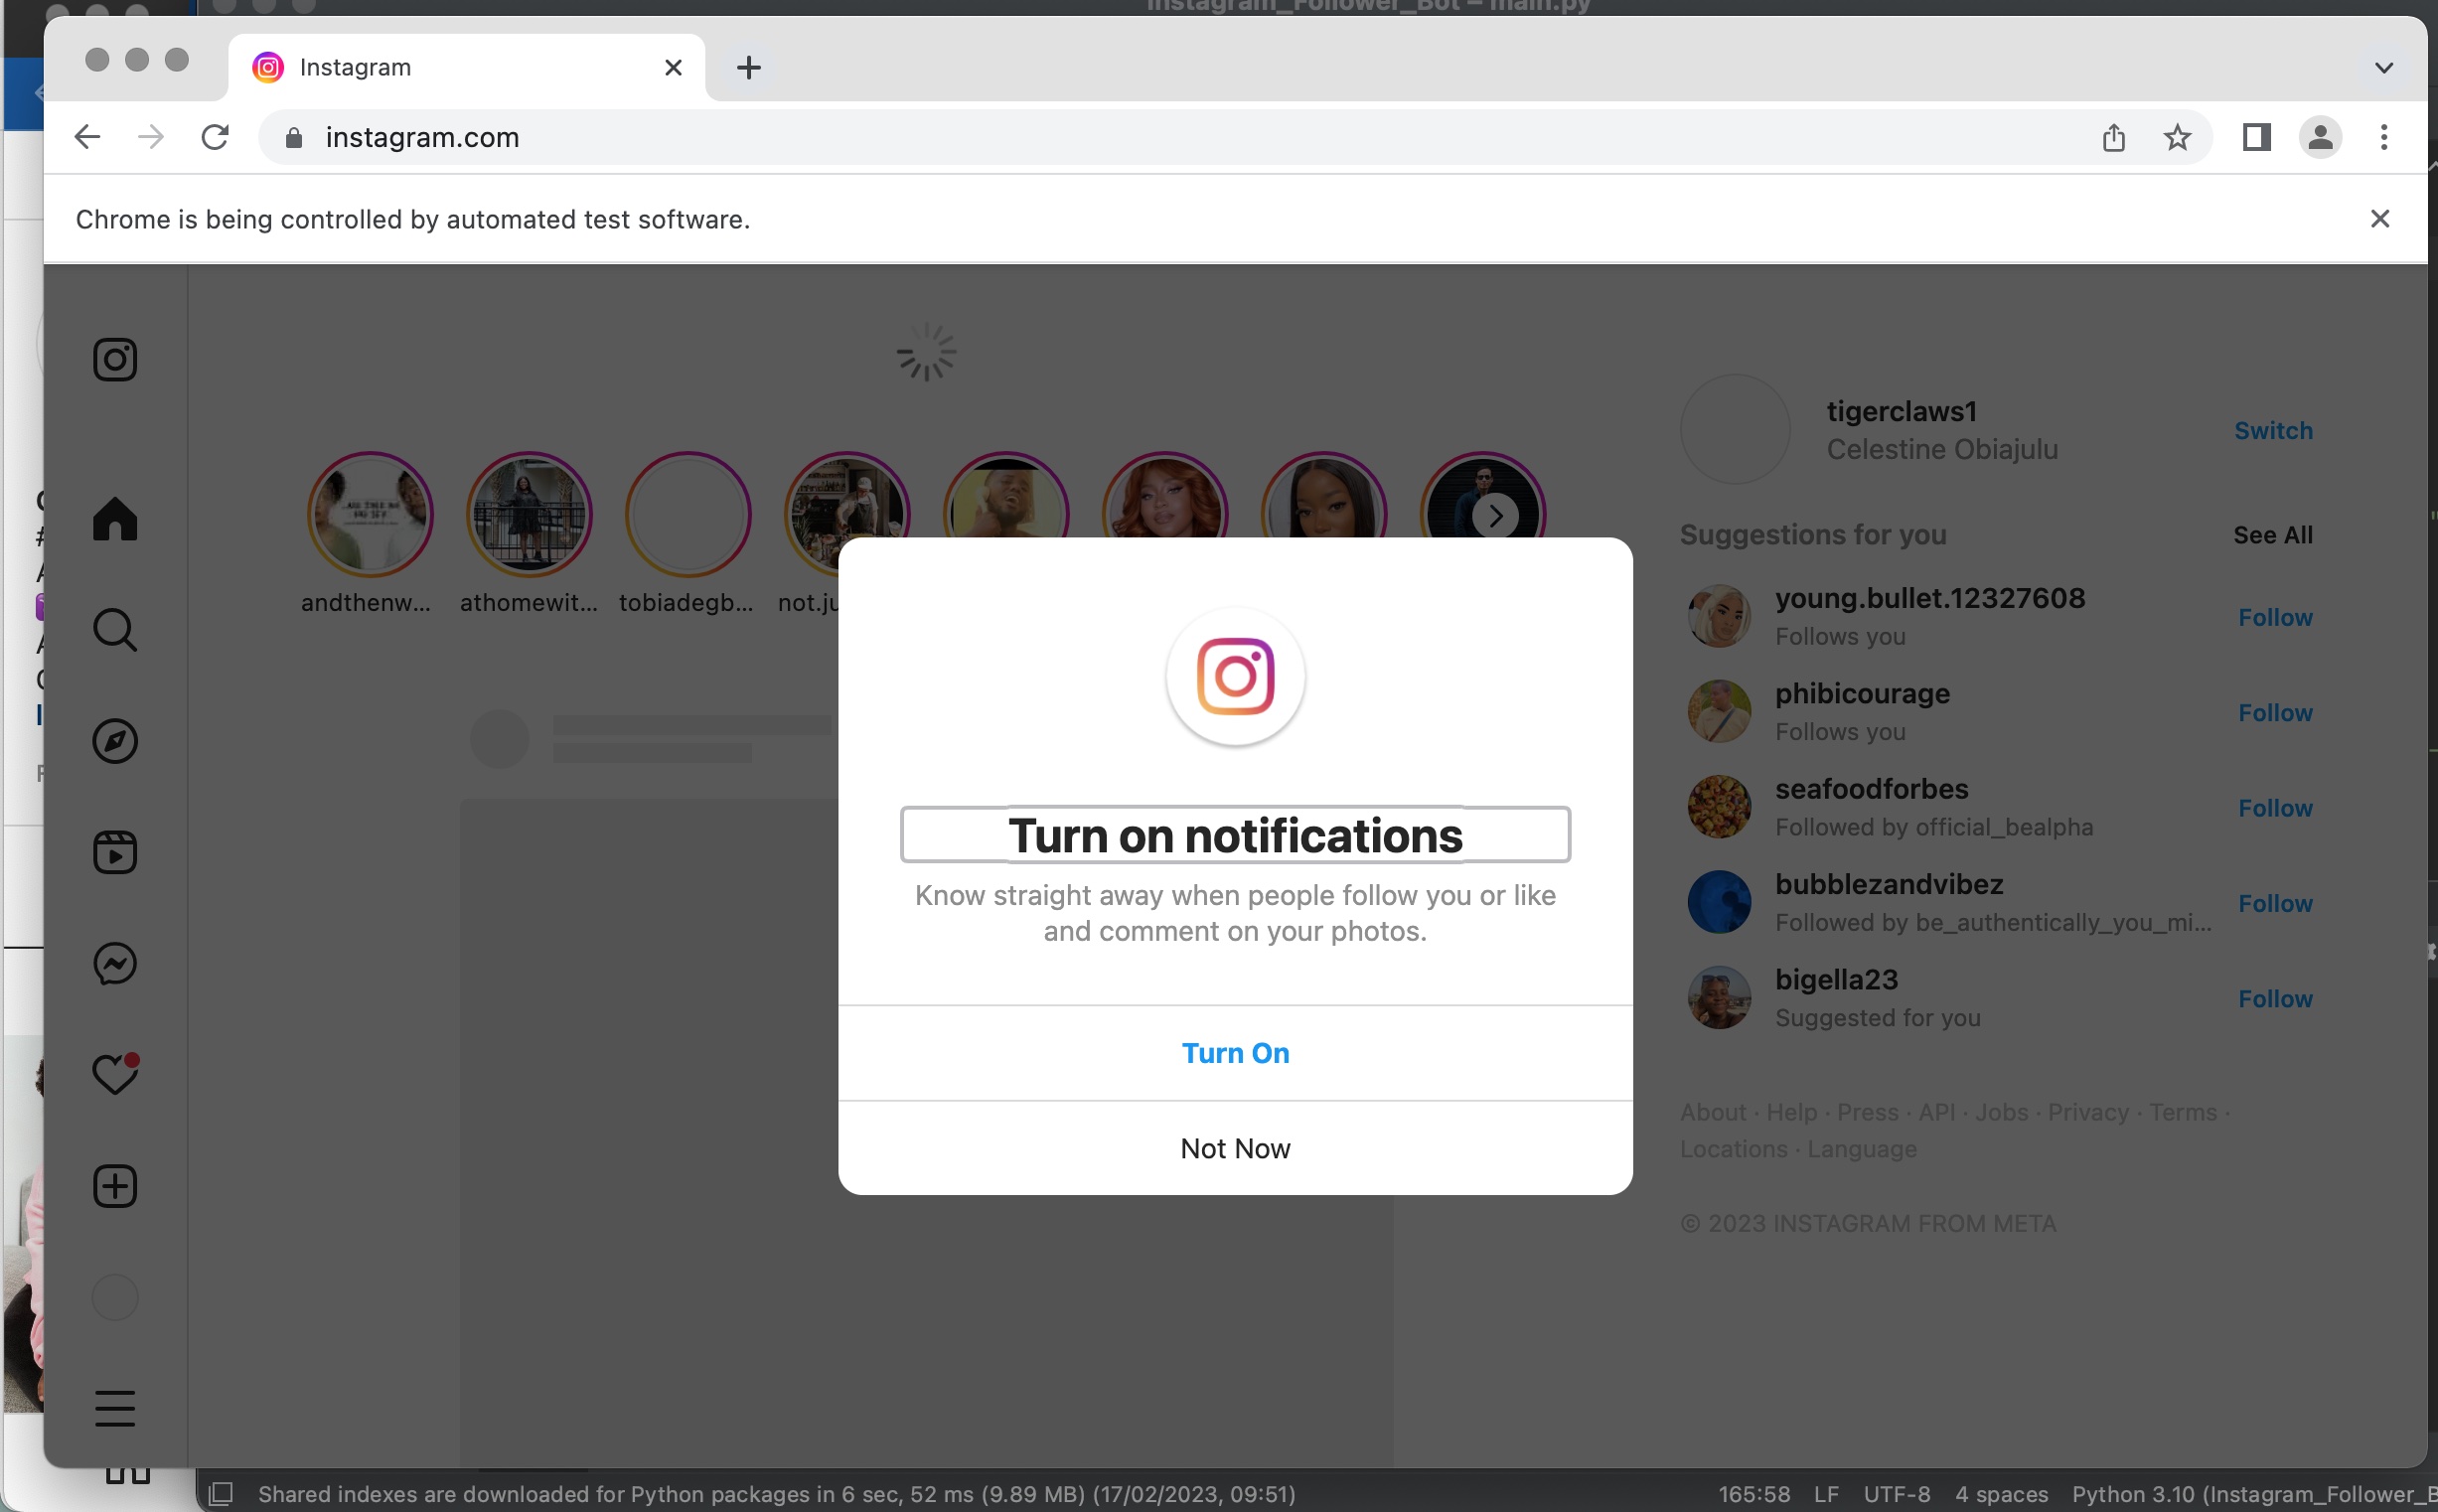 Instagram_Follower_Bot – main.py
Instagram
instagram.com
Chrome is being controlled by automated test software.
tigerclaws1
Celestine Obiajulu
Switch
andthenw...
athomewit...
tobiadegb...
not.ju
Suggestions for you
See All
young.bullet.12327608
Follows you
Follow
phibicourage
Follows you
Follow
seafoodforbes
Followed by official_bealpha
Follow
bubblezandvibez
Followed by be_authentically_you_mi...
Follow
bigella23
Suggested for you
Follow
Turn on notifications
Know straight away when people follow you or like
and comment on your photos.
Turn On
Not Now
About · Help · Press · API · Jobs · Privacy · Terms ·
Locations · Language
© 2023 INSTAGRAM FROM META
Shared indexes are downloaded for Python packages in 6 sec, 52 ms (9.89 MB) (17/02/2023, 09:51)
165:58 LF UTF-8 4 spaces Python 3.10 (Instagram_Follower_B